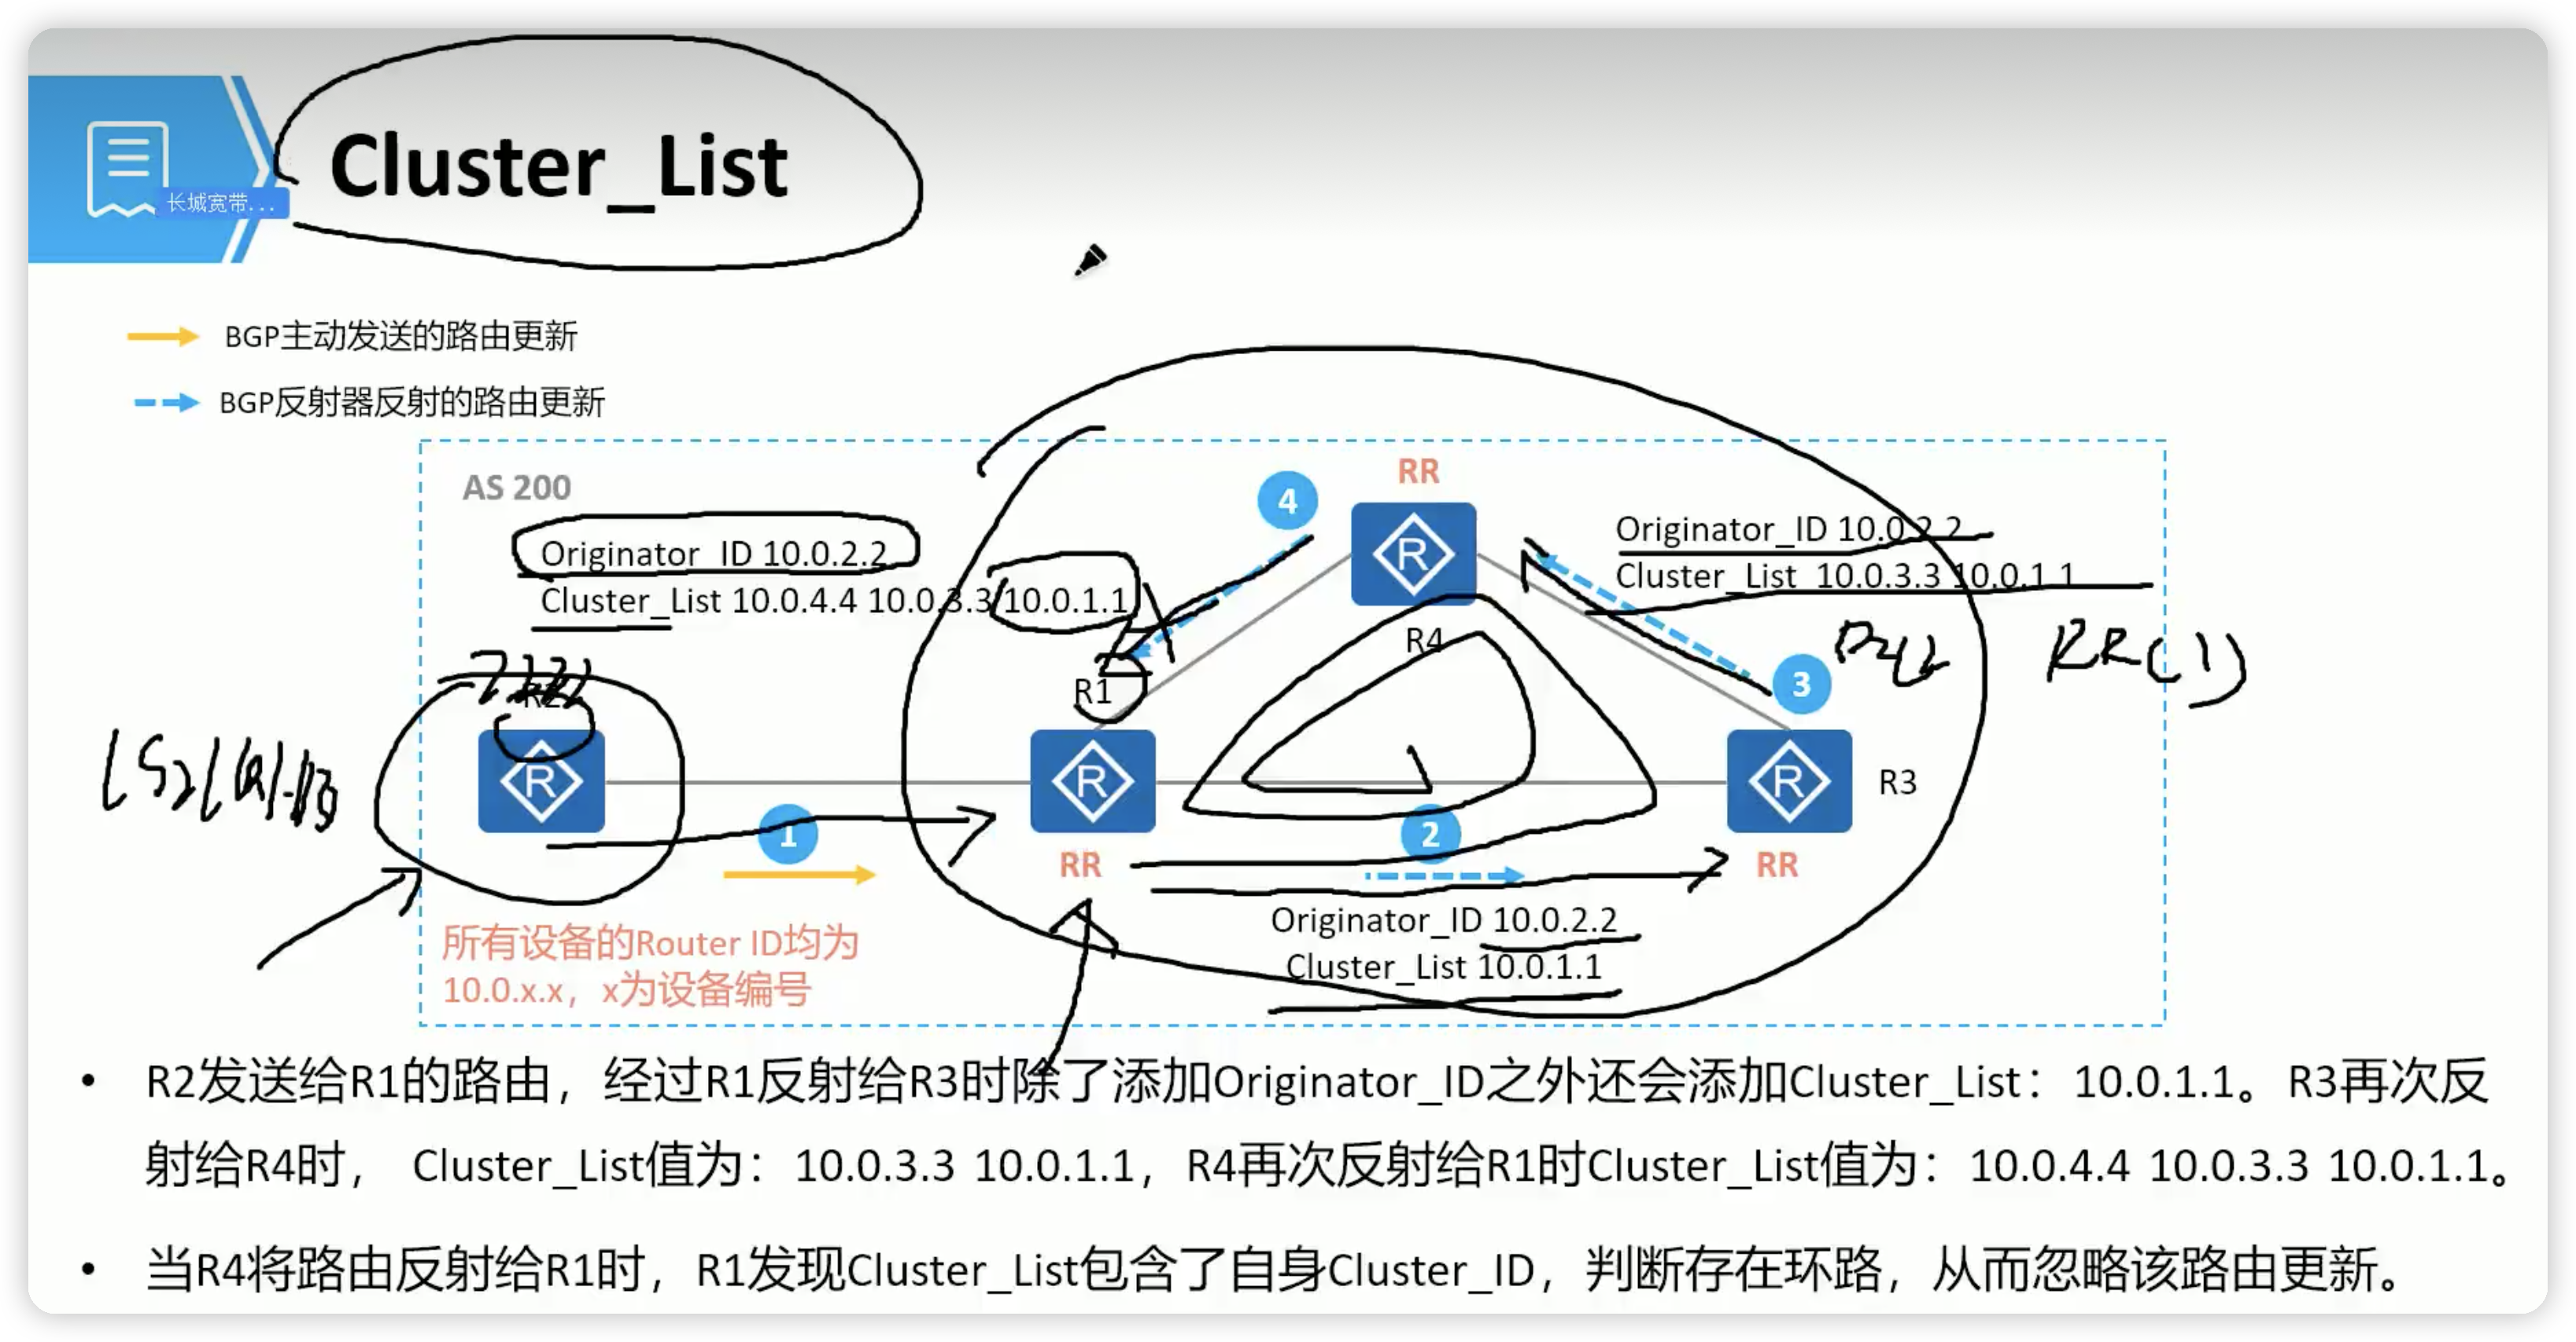 Cluster_List
长城宽带...
BGP主动发送的路由更新
BGP反射器反射的路由更新
AS 200
RR
4
Originator_ID 10.0.2.2
Cluster_List 10.0.4.4 10.0.3.3 10.0.1.1
Originator_ID 10.0.2.2
Cluster_List 10.0.3.3 10.0.1.1
R4
R1
3
RR(1)
R2
R
R
R
R
R3
1
2
RR
RR
Originator_ID 10.0.2.2
Cluster_List 10.0.1.1
所有设备的Router ID均为
10.0.x.x，x为设备编号
• R2发送给R1的路由，经过R1反射给R3时除了添加Originator_ID之外还会添加Cluster_List：10.0.1.1。R3再次反
射给R4时， Cluster_List值为：10.0.3.3 10.0.1.1，R4再次反射给R1时Cluster_List值为：10.0.4.4 10.0.3.3 10.0.1.1。
• 当R4将路由反射给R1时，R1发现Cluster_List包含了自身Cluster_ID，判断存在环路，从而忽略该路由更新。